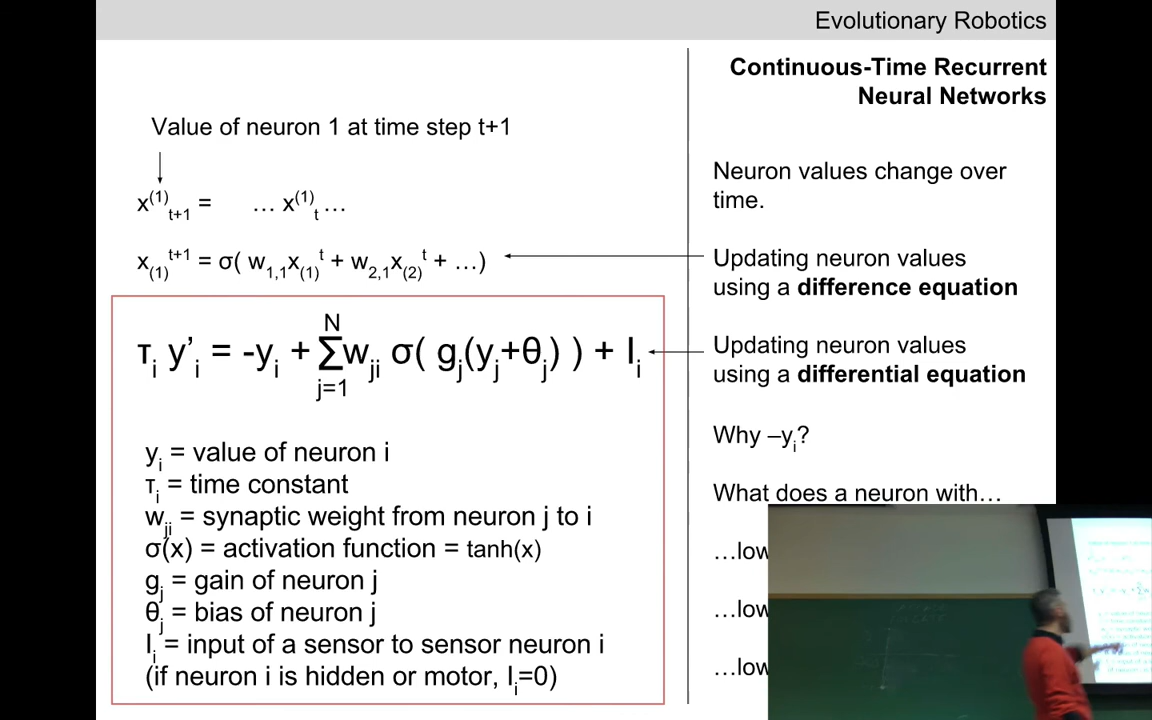 Evolutionary Robotics
Continuous-Time Recurrent
Neural Networks
Value of neuron 1 at time step t+1
x⁽¹⁾ₜ₊₁ = … x⁽¹⁾ₜ …
x₍₁₎ᵗ⁺¹ = σ( w₁,₁x₍₁₎ᵗ + w₂,₁x₍₂₎ᵗ + …)
τᵢ y’ᵢ = -yᵢ + Σ_{j=1}^{N} wⱼᵢ σ( gⱼ(yⱼ+θⱼ) ) + Iᵢ
yᵢ = value of neuron i
τᵢ = time constant
wⱼᵢ = synaptic weight from neuron j to i
σ(x) = activation function = tanh(x)
gⱼ = gain of neuron j
θⱼ = bias of neuron j
Iᵢ = input of a sensor to sensor neuron i
(if neuron i is hidden or motor, Iᵢ=0)
Neuron values change over
time.
Updating neuron values
using a difference equation
Updating neuron values
using a differential equation
Why –yᵢ?
What does a neuron with…
…low
…low
…low